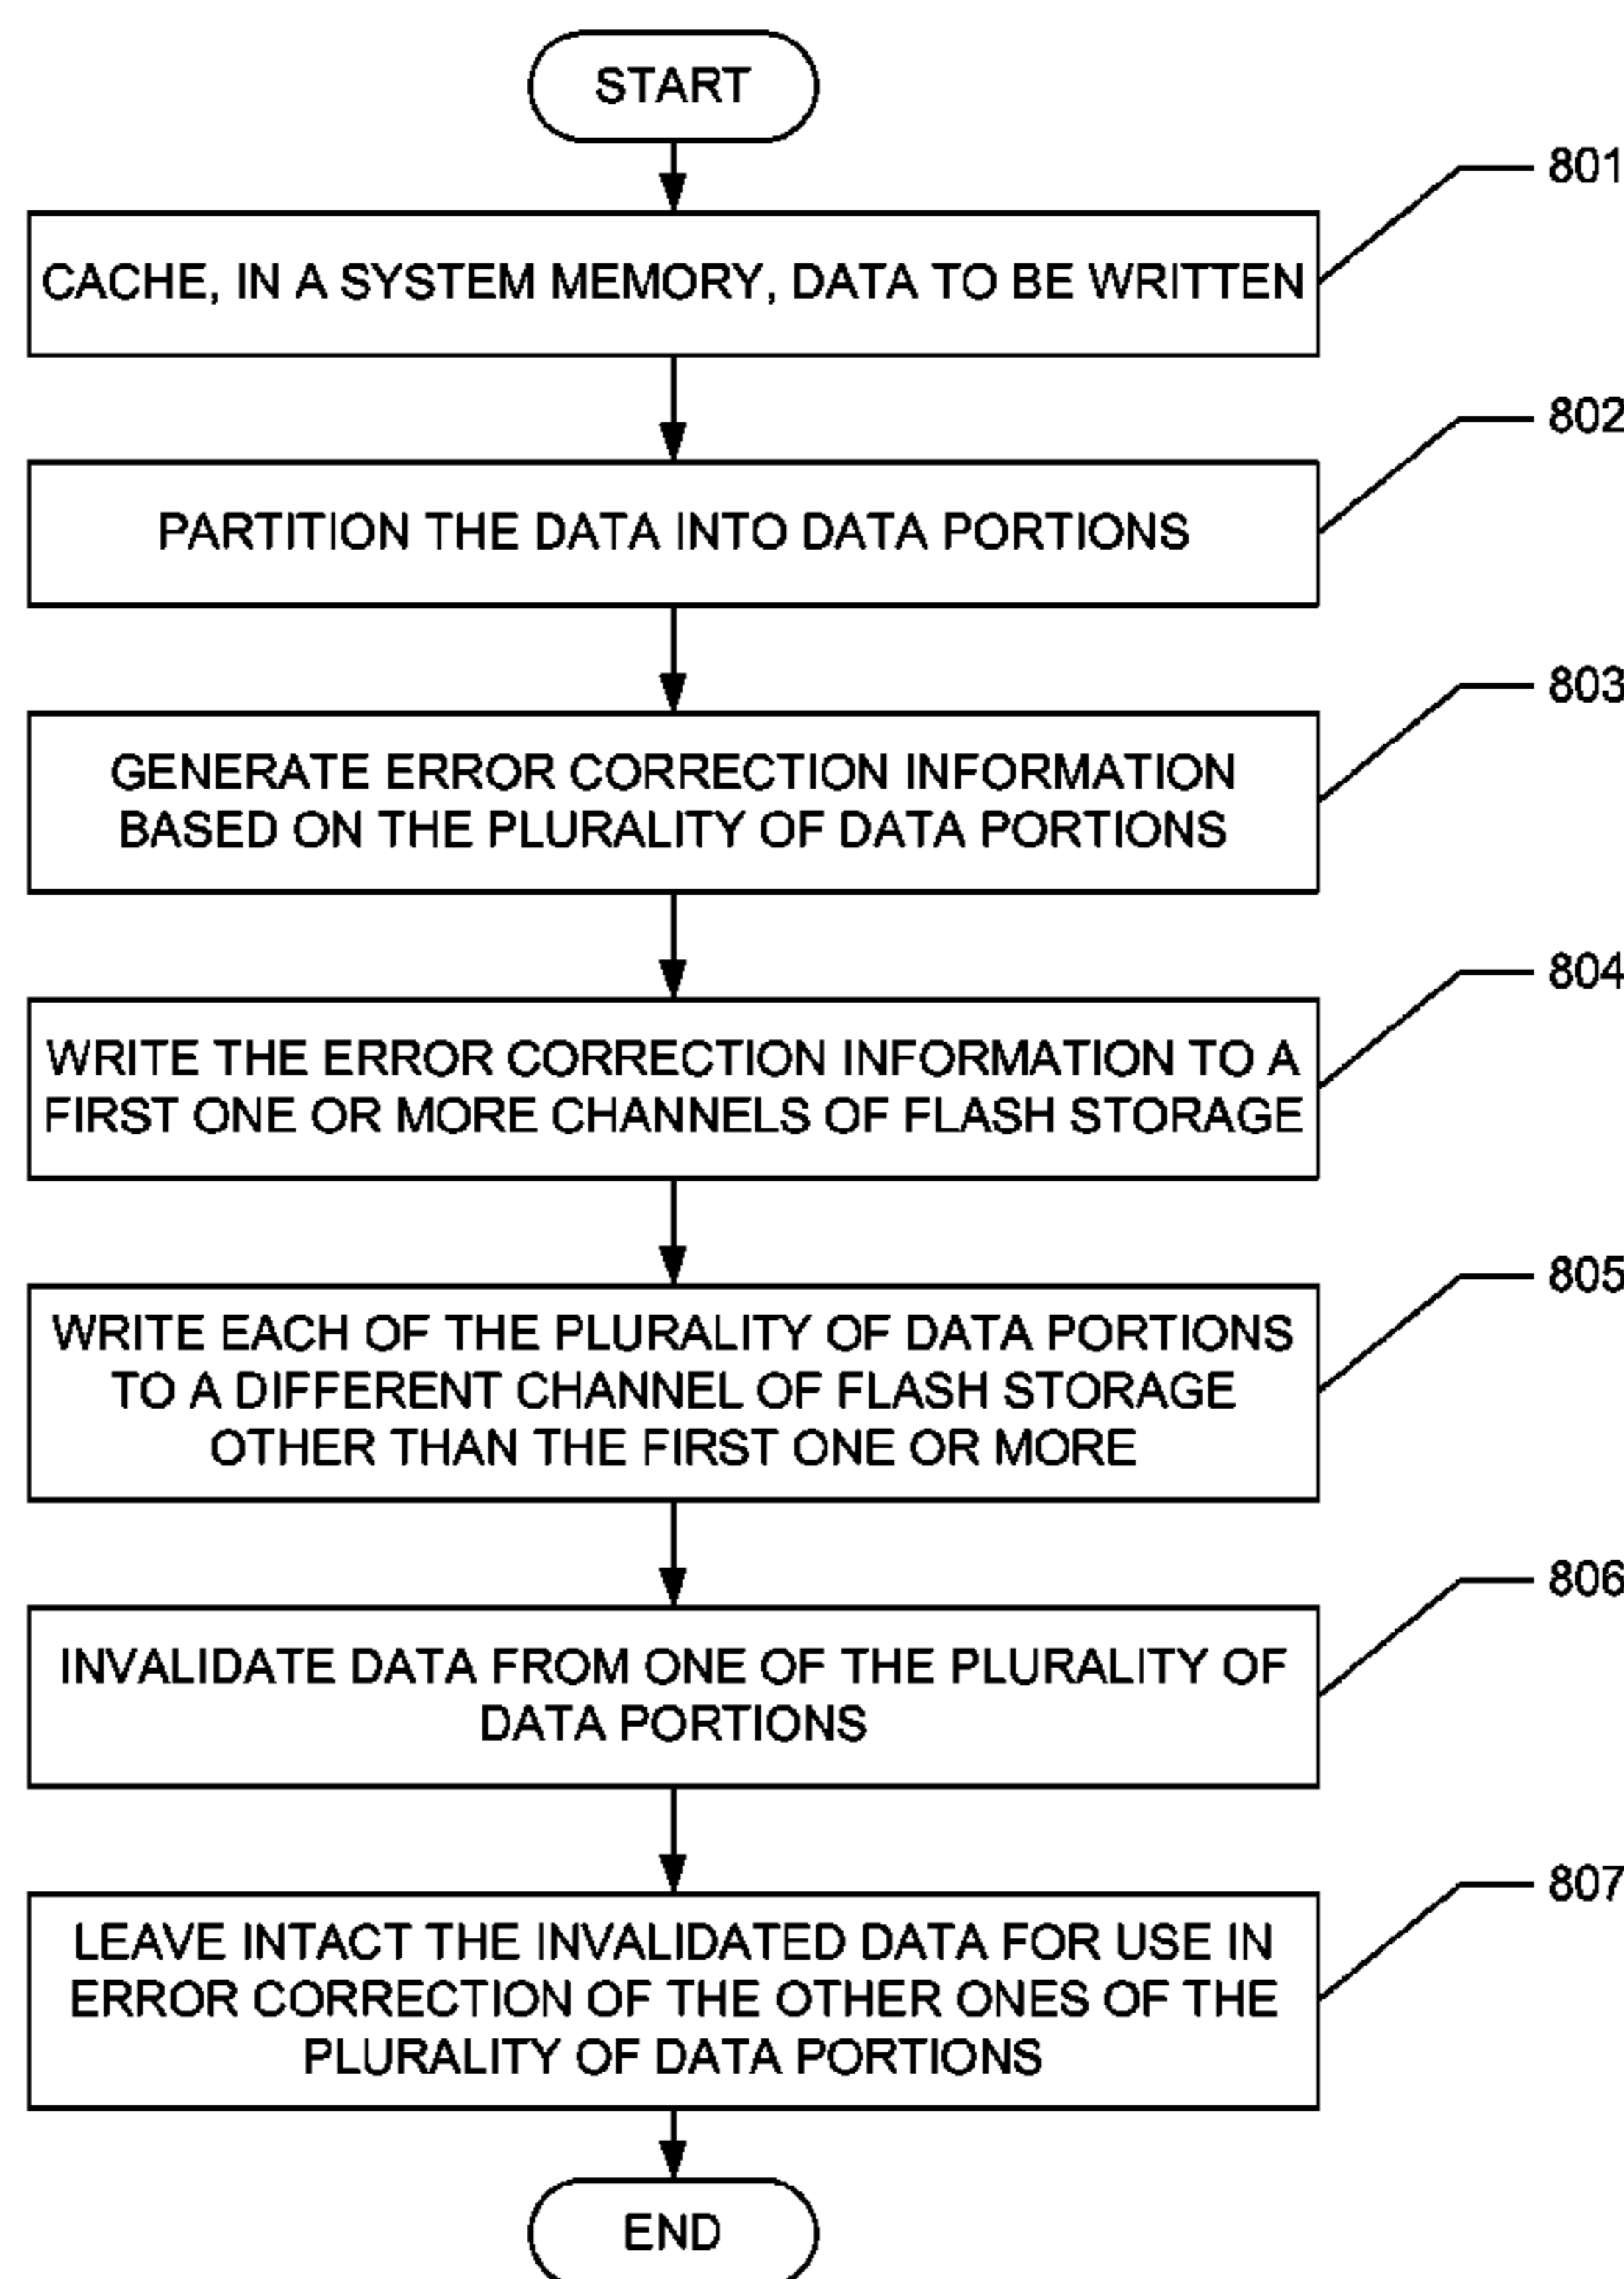 START
801
CACHE, IN A SYSTEM MEMORY, DATA TO BE WRITTEN
802
PARTITION THE DATA INTO DATA PORTIONS
803
GENERATE ERROR CORRECTION INFORMATION
BASED ON THE PLURALITY OF DATA PORTIONS
804
WRITE THE ERROR CORRECTION INFORMATION TO A
FIRST ONE OR MORE CHANNELS OF FLASH STORAGE
805
WRITE EACH OF THE PLURALITY OF DATA PORTIONS
TO A DIFFERENT CHANNEL OF FLASH STORAGE
OTHER THAN THE FIRST ONE OR MORE
806
INVALIDATE DATA FROM ONE OF THE PLURALITY OF
DATA PORTIONS
807
LEAVE INTACT THE INVALIDATED DATA FOR USE IN
ERROR CORRECTION OF THE OTHER ONES OF THE
PLURALITY OF DATA PORTIONS
END